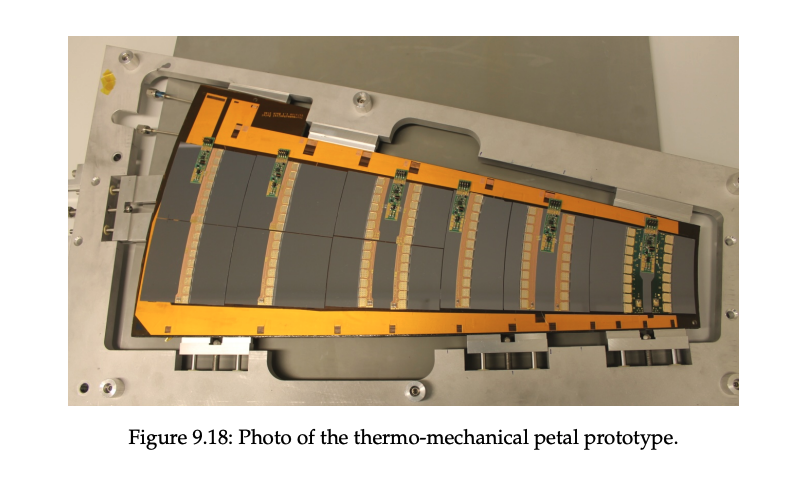 Figure 9.18: Photo of the thermo-mechanical petal prototype.